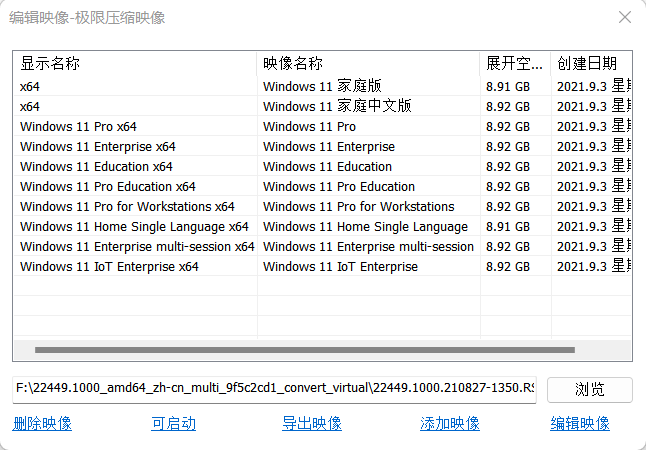 编辑映像-极限压缩映像
显示名称 映像名称 展开空... 创建日期
x64 Windows 11 家庭版 8.91 GB 2021.9.3 星
x64 Windows 11 家庭中文版 8.92 GB 2021.9.3 星
Windows 11 Pro x64 Windows 11 Pro 8.92 GB 2021.9.3 星
Windows 11 Enterprise x64 Windows 11 Enterprise 8.92 GB 2021.9.3 星
Windows 11 Education x64 Windows 11 Education 8.92 GB 2021.9.3 星
Windows 11 Pro Education x64 Windows 11 Pro Education 8.92 GB 2021.9.3 星
Windows 11 Pro for Workstations x64 Windows 11 Pro for Workstations 8.92 GB 2021.9.3 星
Windows 11 Home Single Language x64 Windows 11 Home Single Language 8.91 GB 2021.9.3 星
Windows 11 Enterprise multi-session x64 Windows 11 Enterprise multi-session 8.92 GB 2021.9.3 星
Windows 11 IoT Enterprise x64 Windows 11 IoT Enterprise 8.92 GB 2021.9.3 星
F:\22449.1000_amd64_zh-cn_multi_9f5c2cd1_convert_virtual\22449.1000.210827-1350.RS 浏览
删除映像 可启动 导出映像 添加映像 编辑映像